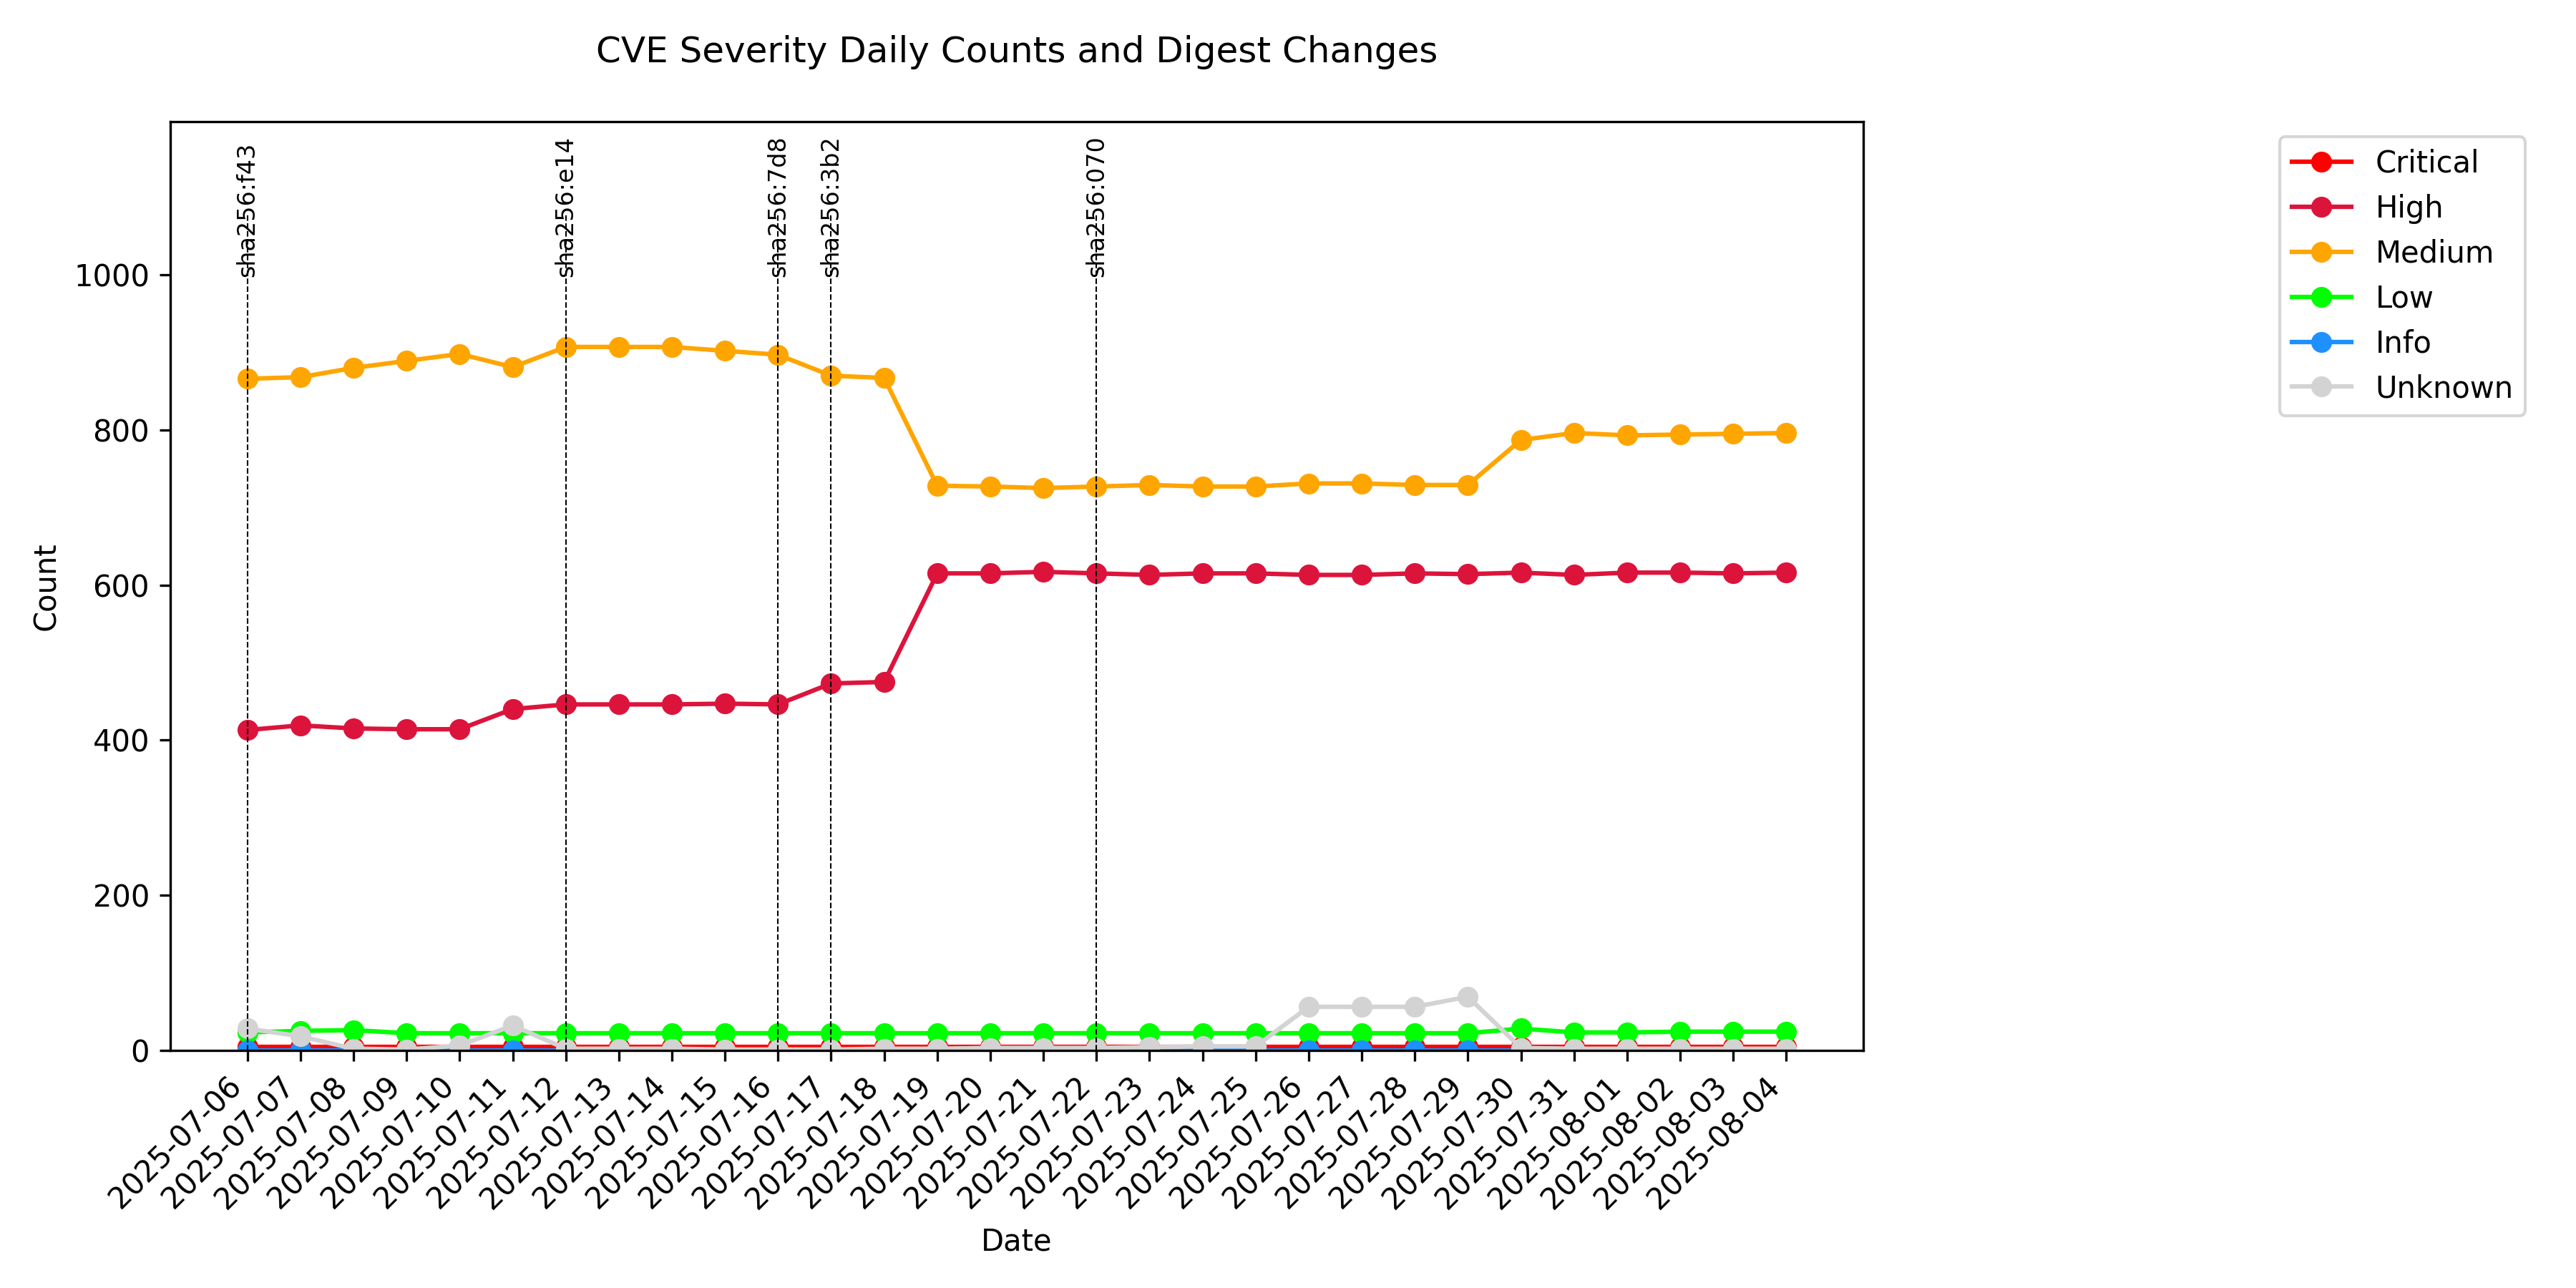 CVE Severity Daily Counts and Digest Changes
sha256:f43
sha256:e14
sha256:7d8
sha256:3b2
sha256:070
Critical
High
Medium
Low
Info
Unknown
1000
800
600
400
200
0
Count
2025-07-06
2025-07-07
2025-07-08
2025-07-09
2025-07-10
2025-07-11
2025-07-12
2025-07-13
2025-07-14
2025-07-15
2025-07-16
2025-07-17
2025-07-18
2025-07-19
2025-07-20
2025-07-21
2025-07-22
2025-07-23
2025-07-24
2025-07-25
2025-07-26
2025-07-27
2025-07-28
2025-07-29
2025-07-30
2025-07-31
2025-08-01
2025-08-02
2025-08-03
2025-08-04
Date